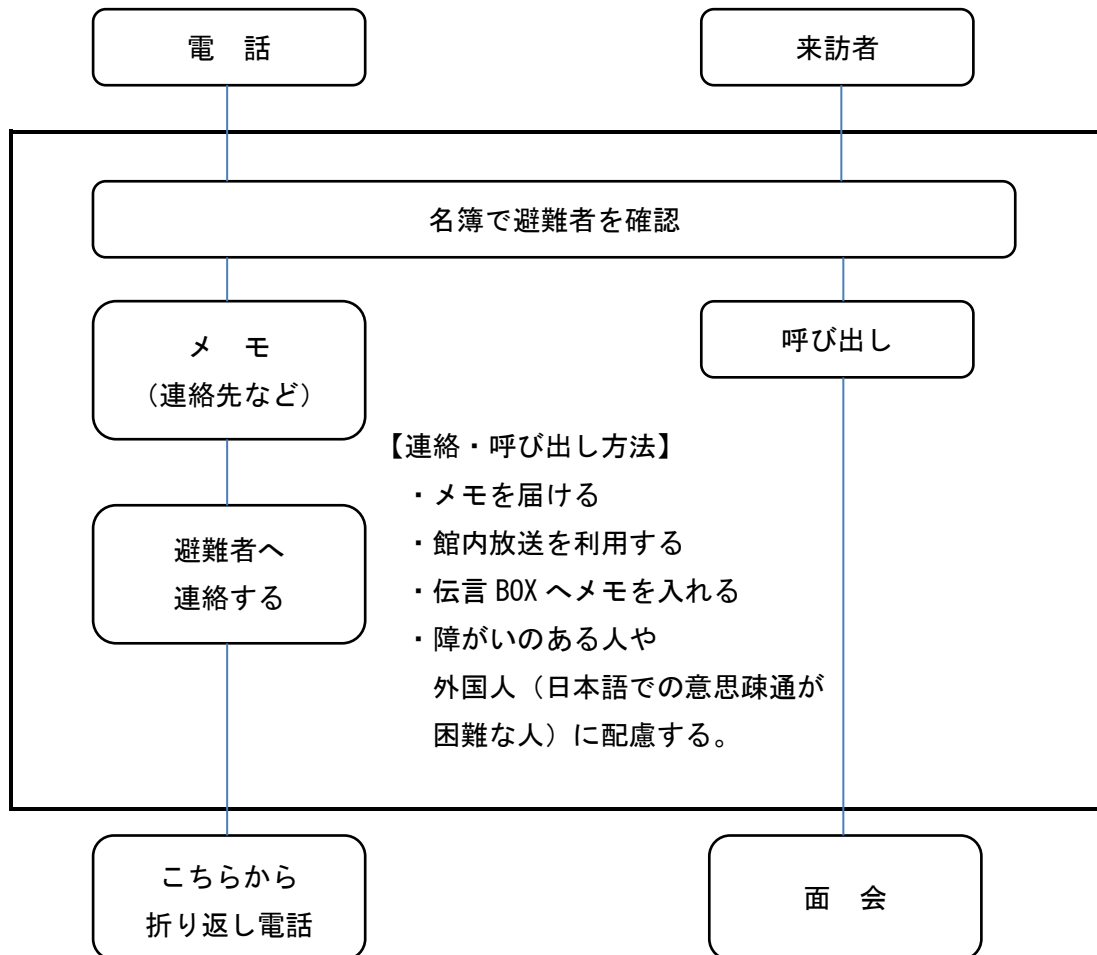 電　話
来訪者
名簿で避難者を確認
メ　モ
（連絡先など）
呼び出し
【連絡・呼び出し方法】
・メモを届ける
・館内放送を利用する
・伝言 BOX へメモを入れる
・障がいのある人や
外国人（日本語での意思疎通が
困難な人）に配慮する。
避難者へ
連絡する
こちらから
折り返し電話
面　会